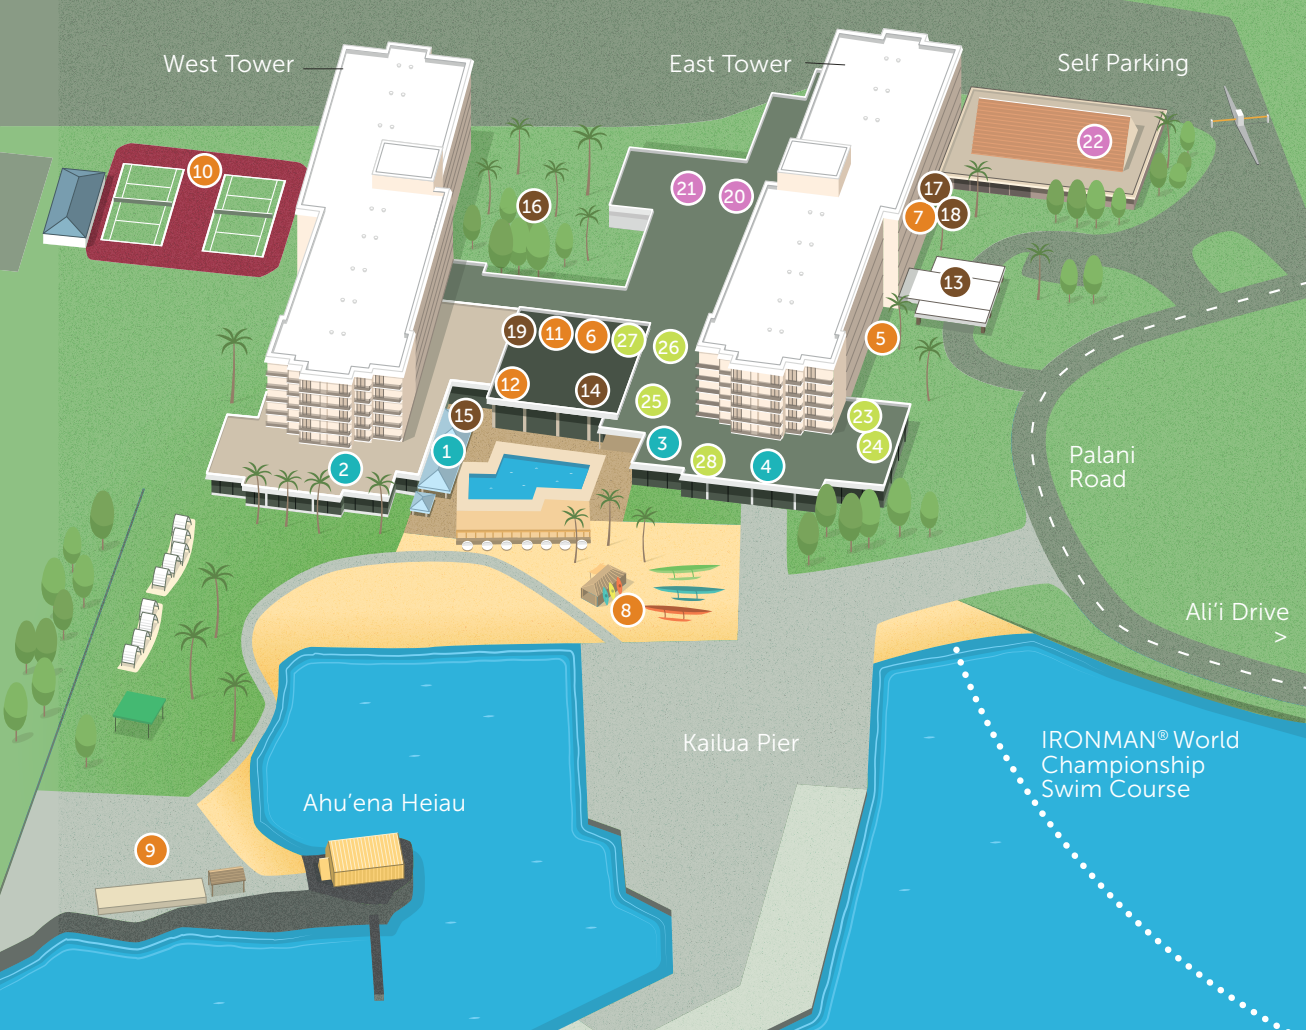 West Tower
East Tower
Self Parking
10
22
21
20
17
16
7
18
13
19
11
6
27
26
5
12
14
25
15
23
3
24
1
28
4
2
Palani
Road
8
Ali’i Drive
>
Kailua Pier
IRONMAN® World
Championship
Swim Course
Ahu’ena Heiau
9